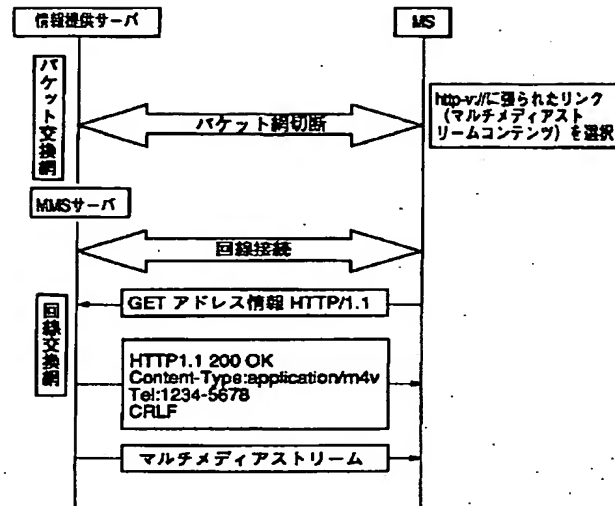 情報提供サーバ
MS
パケット交換網
パケット網切断
http-v://に張られたリンク
(マルチメディアスト
リームコンテンツ)を選択
MMSサーバ
回線接続
回線交換網
GET アドレス情報 HTTP/1.1
HTTP1.1 200 OK
Content-Type:application/m4v
Tel:1234-5678
CRLF
マルチメディアストリーム